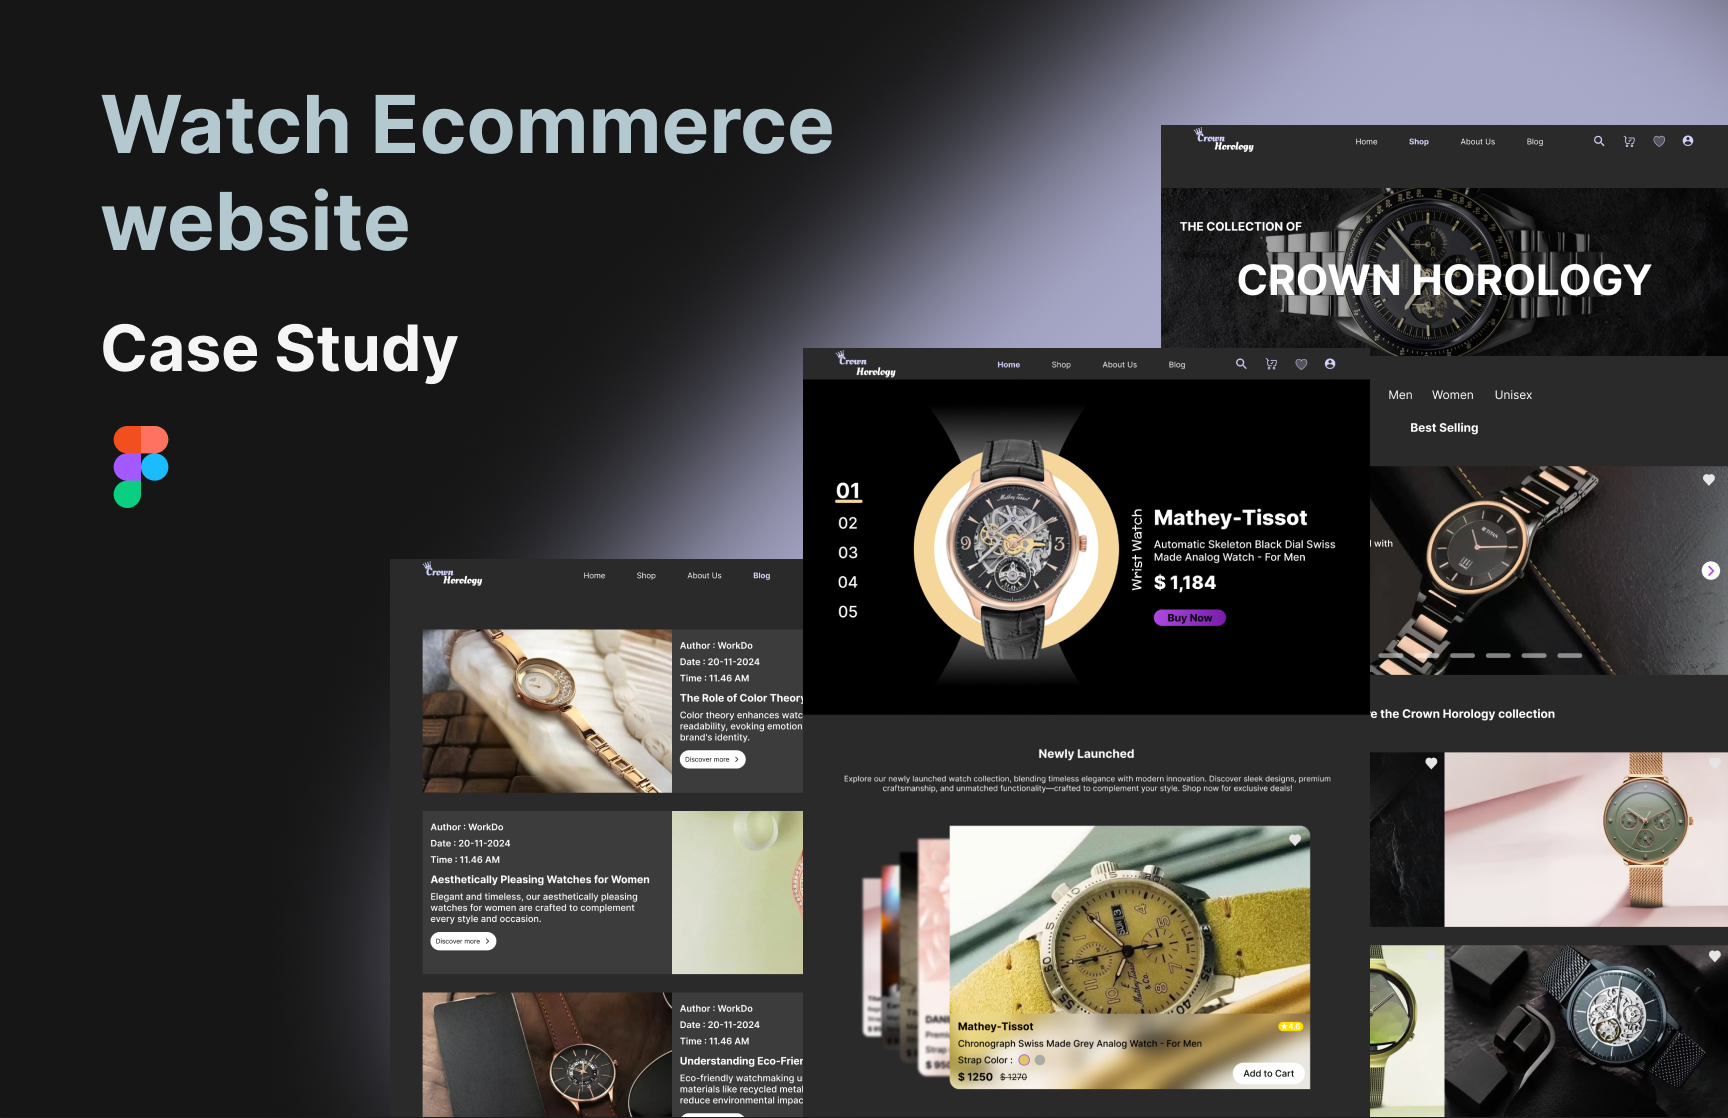 Watch Ecommerce
website
Case Study
Crown
Horology
Home
Shop
About Us
Blog
THE COLLECTION OF
CROWN HOROLOGY
Men
Women
Unisex
Best Selling
with
TITAN
the Crown Horology collection
Crown
Horology
Home
Shop
About Us
Blog
01
02
03
04
05
Mathey-Tissot
9
3
Wrist Watch
Mathey-Tissot
Automatic Skeleton Black Dial Swiss
Made Analog Watch - For Men
$ 1,184
Buy Now
Newly Launched
Explore our newly launched watch collection, blending timeless elegance with modern innovation. Discover sleek designs, premium
craftsmanship, and unmatched functionality—crafted to complement your style. Shop now for exclusive deals!
DANI
Premi
Strap
$ 950
Mathey-Tissot
4.6
Chronograph Swiss Made Grey Analog Watch - For Men
Strap Color :
$ 1250 $ 1270
Add to Cart
Crown
Horology
Home
Shop
About Us
Blog
Author : WorkDo
Date : 20-11-2024
Time : 11.46 AM
The Role of Color Theory
Color theory enhances watc
readability, evoking emotion
brand's identity.
Discover more
Author : WorkDo
Date : 20-11-2024
Time : 11.46 AM
Aesthetically Pleasing Watches for Women
Elegant and timeless, our aesthetically pleasing
watches for women are crafted to complement
every style and occasion.
Discover more
Author : WorkDo
Date : 20-11-2024
Time : 11.46 AM
Understanding Eco-Frier
Eco-friendly watchmaking u
materials like recycled metal
reduce environmental impac